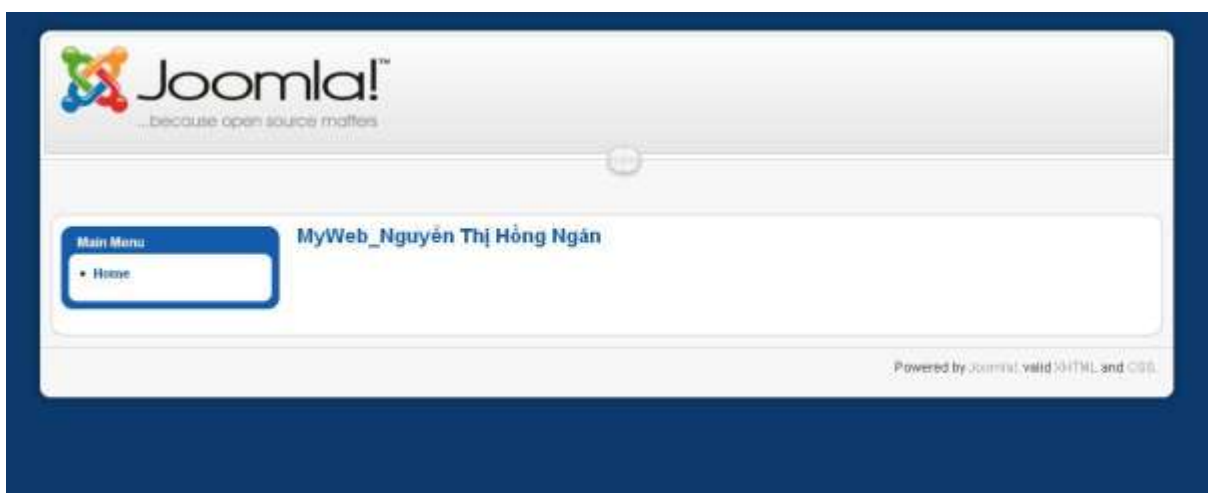 Joomla!™
...because open source matters
Main Menu
MyWeb_Nguyễn Thị Hồng Ngân
Home
Powered by Joomla!. valid XHTML and CSS.